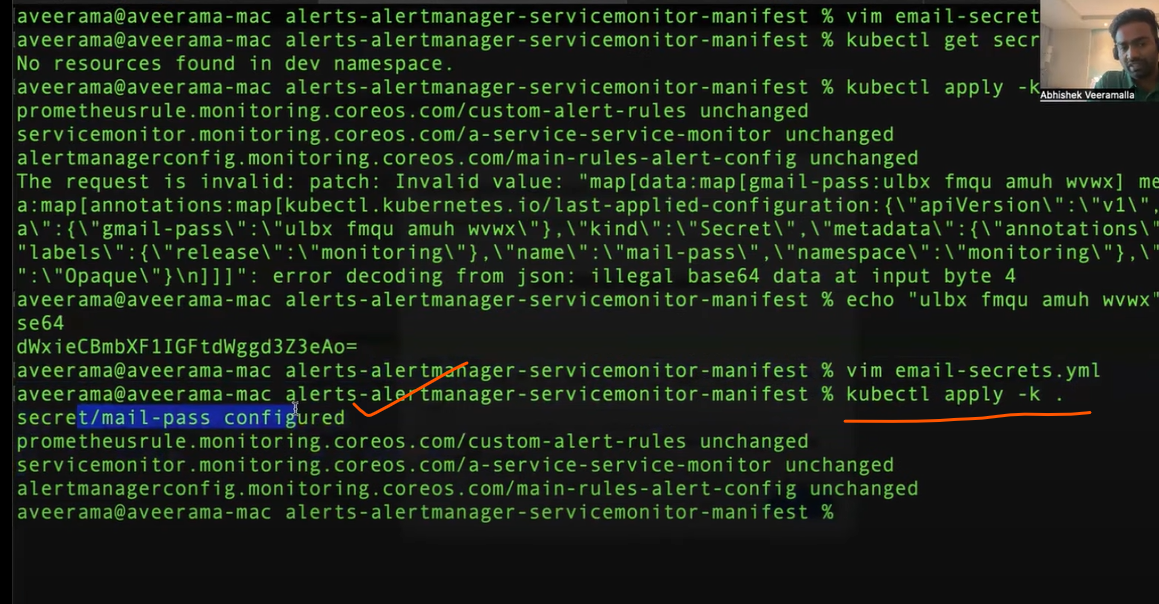 aveerama@aveerama-mac alerts-alertmanager-servicemonitor-manifest % vim email-secret
aveerama@aveerama-mac alerts-alertmanager-servicemonitor-manifest % kubectl get secr
No resources found in dev namespace.
aveerama@aveerama-mac alerts-alertmanager-servicemonitor-manifest % kubectl apply -k
Abhishek Veeramalla
prometheusrule.monitoring.coreos.com/custom-alert-rules unchanged
servicemonitor.monitoring.coreos.com/a-service-service-monitor unchanged
alertmanagerconfig.monitoring.coreos.com/main-rules-alert-config unchanged
The request is invalid: patch: Invalid value: "map[data:map[gmail-pass:ulbx fmqu amuh wvwx] me
a:map[annotations:map[kubectl.kubernetes.io/last-applied-configuration:{\"apiVersion\":\"v1\",
a\":{\"gmail-pass\":\"ulbx fmqu amuh wvwx\"},\"kind\":\"Secret\",\"metadata\":{\"annotations\"
"labels\":{\"release\":\"monitoring\"},\"name\":\"mail-pass\",\"namespace\":\"monitoring\"},\"
":\"Opaque\"}\n]]]": error decoding from json: illegal base64 data at input byte 4
aveerama@aveerama-mac alerts-alertmanager-servicemonitor-manifest % echo "ulbx fmqu amuh wvwx"
se64
dWxieCBmbXF1IGFtdWggd3Z3eAo=
aveerama@aveerama-mac alerts-alertmanager-servicemonitor-manifest % vim email-secrets.yml
aveerama@aveerama-mac alerts-alertmanager-servicemonitor-manifest % kubectl apply -k .
secret/mail-pass configured
prometheusrule.monitoring.coreos.com/custom-alert-rules unchanged
servicemonitor.monitoring.coreos.com/a-service-service-monitor unchanged
alertmanagerconfig.monitoring.coreos.com/main-rules-alert-config unchanged
aveerama@aveerama-mac alerts-alertmanager-servicemonitor-manifest %